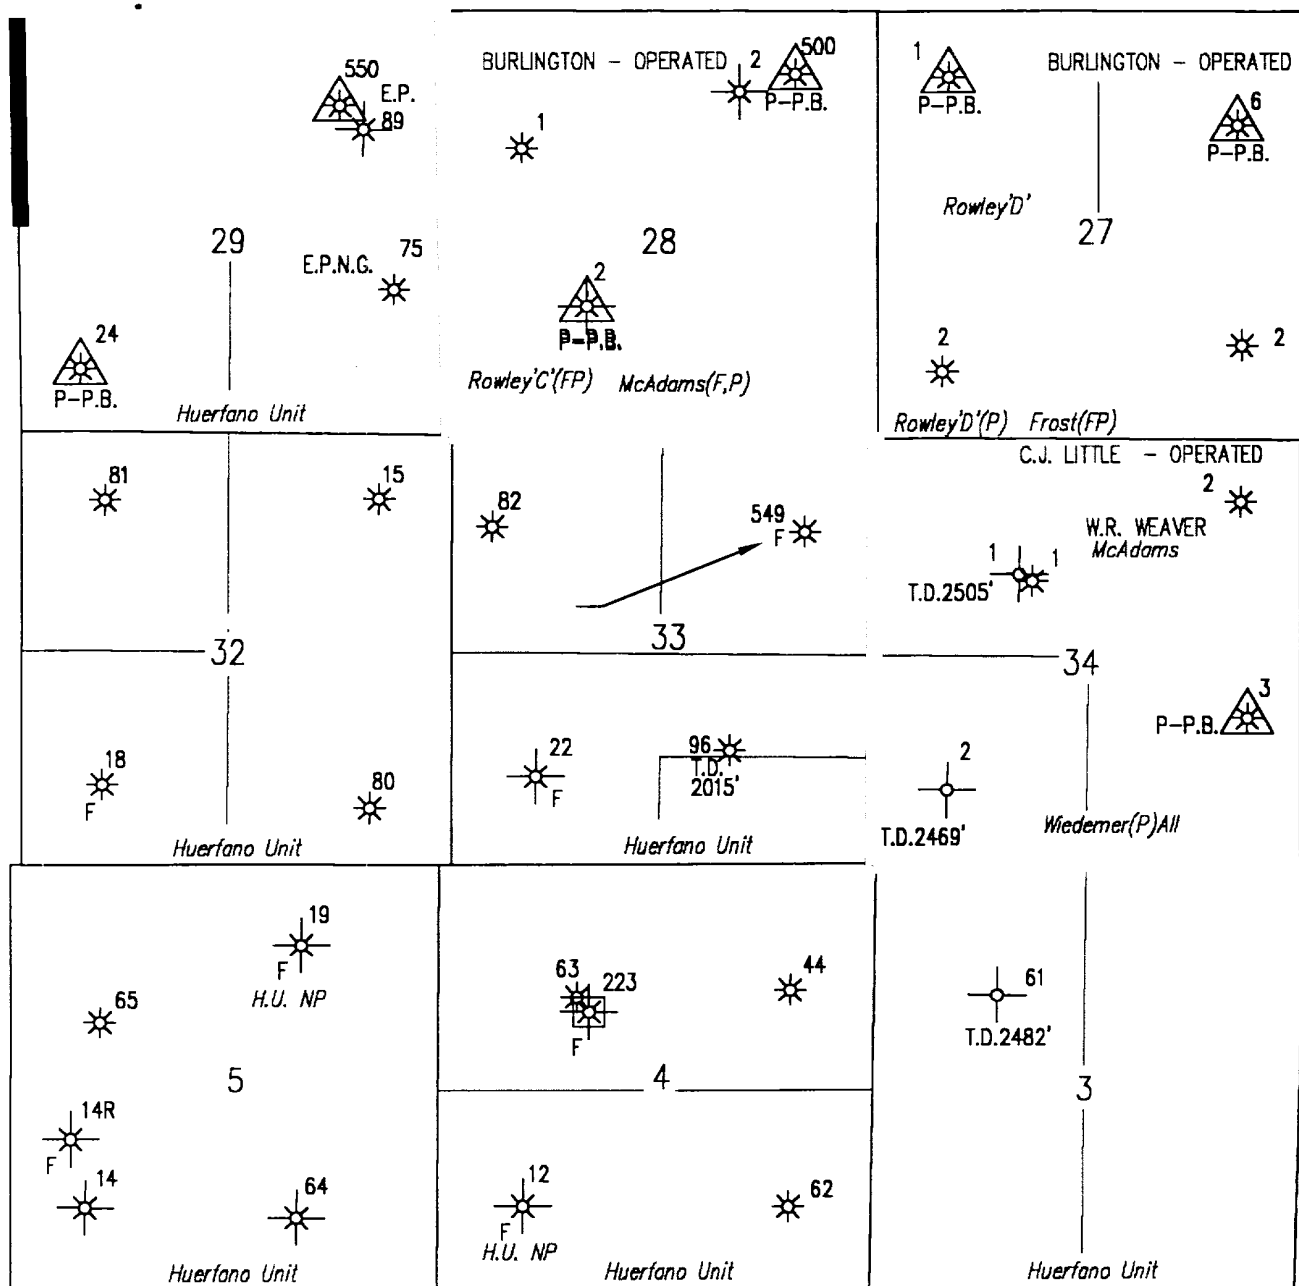 550
E.P.
89
29
75
E.P.N.G.
24
P-P.B.
Huerfano Unit
BURLINGTON - OPERATED
2
500
P-P.B.
1
28
2
P-P.B.
Rowley'C'(FP) McAdams(F,P)
1
BURLINGTON - OPERATED
P-P.B.
6
P-P.B.
Rowley'D'
27
2
2
Rowley'D'(P) Frost(FP)
81
15
32
18
F
80
Huerfano Unit
82
549
F
33
22
F
96
T.D.
2015'
Huerfano Unit
C.J. LITTLE - OPERATED
2
W.R. WEAVER
McAdams
1
1
T.D.2505'
34
3
P-P.B.
2
T.D.2469'
Wiedemer(P)All
19
F
H.U. NP
65
5
14R
F
14
64
Huerfano Unit
63
223
F
44
4
12
F
H.U. NP
62
Huerfano Unit
61
T.D.2482'
3
Huerfano Unit